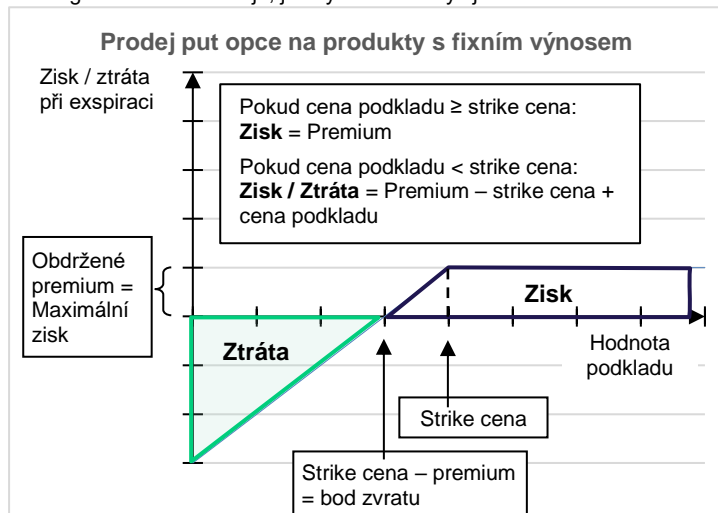 Prodej put opce na produkty s fixním výnosem
Zisk / ztráta
při exspiraci
Pokud cena podkladu ≥ strike cena:
Zisk = Premium
Pokud cena podkladu < strike cena:
Zisk / Ztráta = Premium – strike cena +
cena podkladu
Obdržené
premium =
Maximální
zisk
Zisk
Ztráta
Hodnota
podkladu
Strike cena
Strike cena – premium
= bod zvratu